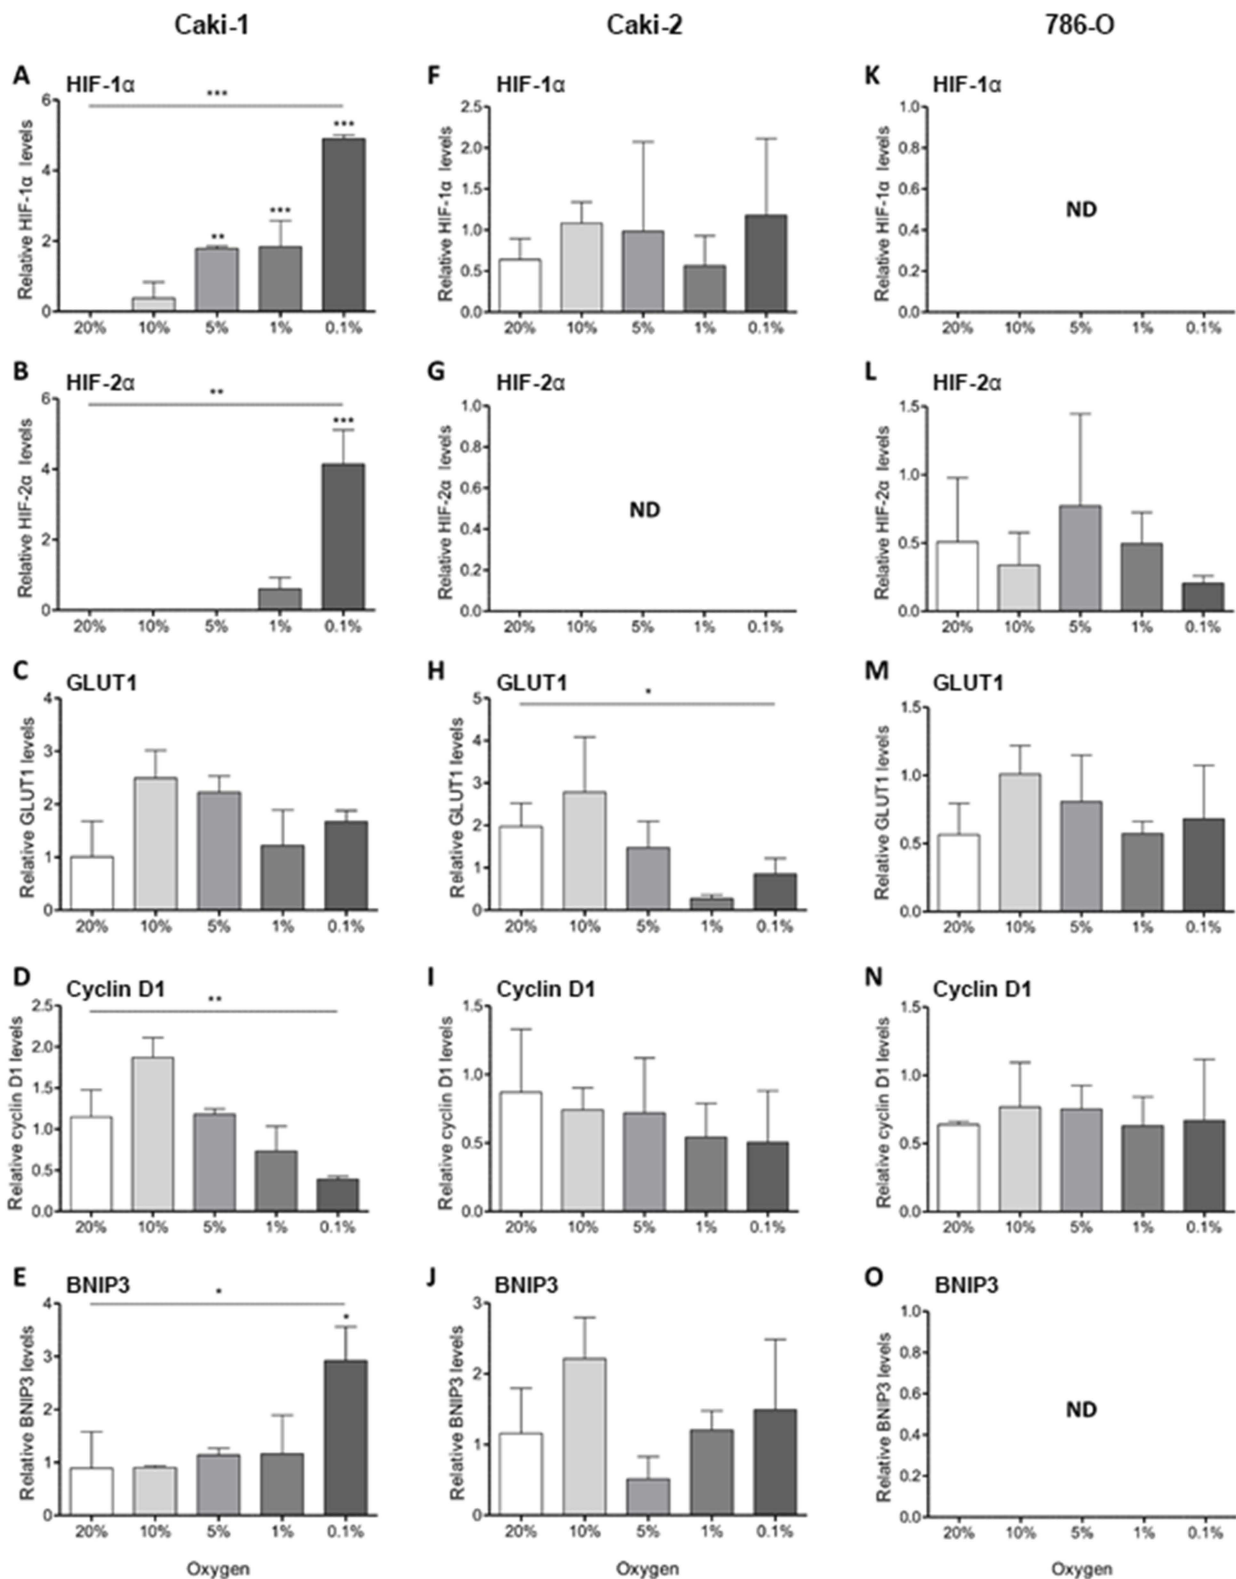 Caki-1 Caki-2 786-O
A HIF-1α
***
***
***
**
Relative HIF-1α levels
6
4
2
0
20% 10% 5% 1% 0.1%
F HIF-1α
Relative HIF-1α levels
2.5
2.0
1.5
1.0
0.5
0.0
20% 10% 5% 1% 0.1%
K HIF-1α
Relative HIF-1α levels
1.0
0.8
0.6
0.4
0.2
0.0
ND
20% 10% 5% 1% 0.1%
B HIF-2α
**
***
Relative HIF-2α levels
6
4
2
0
20% 10% 5% 1% 0.1%
G HIF-2α
Relative HIF-2α levels
1.0
0.8
0.6
0.4
0.2
0.0
ND
20% 10% 5% 1% 0.1%
L HIF-2α
Relative HIF-2α levels
1.5
1.0
0.5
0.0
20% 10% 5% 1% 0.1%
C GLUT1
Relative GLUT1 levels
4
3
2
1
0
20% 10% 5% 1% 0.1%
H GLUT1
*
Relative GLUT1 levels
5
4
3
2
1
0
20% 10% 5% 1% 0.1%
M GLUT1
Relative GLUT1 levels
1.5
1.0
0.5
0.0
20% 10% 5% 1% 0.1%
D Cyclin D1
**
Relative cyclin D1 levels
2.5
2.0
1.5
1.0
0.5
0.0
20% 10% 5% 1% 0.1%
I Cyclin D1
Relative cyclin D1 levels
1.5
1.0
0.5
0.0
20% 10% 5% 1% 0.1%
N Cyclin D1
Relative cyclin D1 levels
1.5
1.0
0.5
0.0
20% 10% 5% 1% 0.1%
E BNIP3
*
*
Relative BNIP3 levels
4
3
2
1
0
20% 10% 5% 1% 0.1%
Oxygen
J BNIP3
Relative BNIP3 levels
3
2
1
0
20% 10% 5% 1% 0.1%
Oxygen
O BNIP3
Relative BNIP3 levels
1.0
0.8
0.6
0.4
0.2
0.0
ND
20% 10% 5% 1% 0.1%
Oxygen